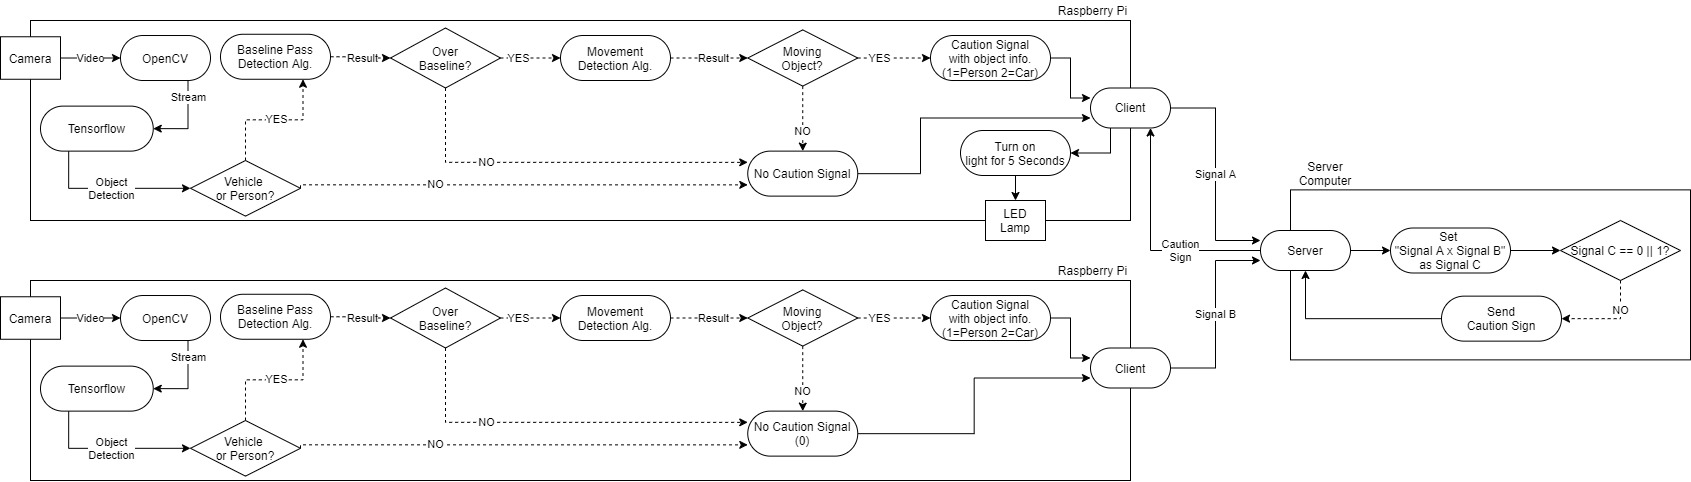 Raspberry Pi
Camera
Video
OpenCV
Stream
Tensorflow
Object
Detection
Vehicle
or Person?
YES
NO
Baseline Pass
Detection Alg.
Result
Over
Baseline?
YES
NO
Movement
Detection Alg.
Result
Moving
Object?
YES
NO
Caution Signal
with object info.
(1=Person 2=Car)
No Caution Signal
Client
Turn on
light for 5 Seconds
LED
Lamp
Signal A
Caution
Sign
Signal B
Server
Computer
Server
Set
"Signal A x Signal B"
as Signal C
Signal C == 0 || 1?
NO
Send
Caution Sign
Raspberry Pi
Camera
Video
OpenCV
Stream
Tensorflow
Object
Detection
Vehicle
or Person?
YES
NO
Baseline Pass
Detection Alg.
Result
Over
Baseline?
YES
NO
Movement
Detection Alg.
Result
Moving
Object?
YES
NO
Caution Signal
with object info.
(1=Person 2=Car)
No Caution Signal
(0)
Client